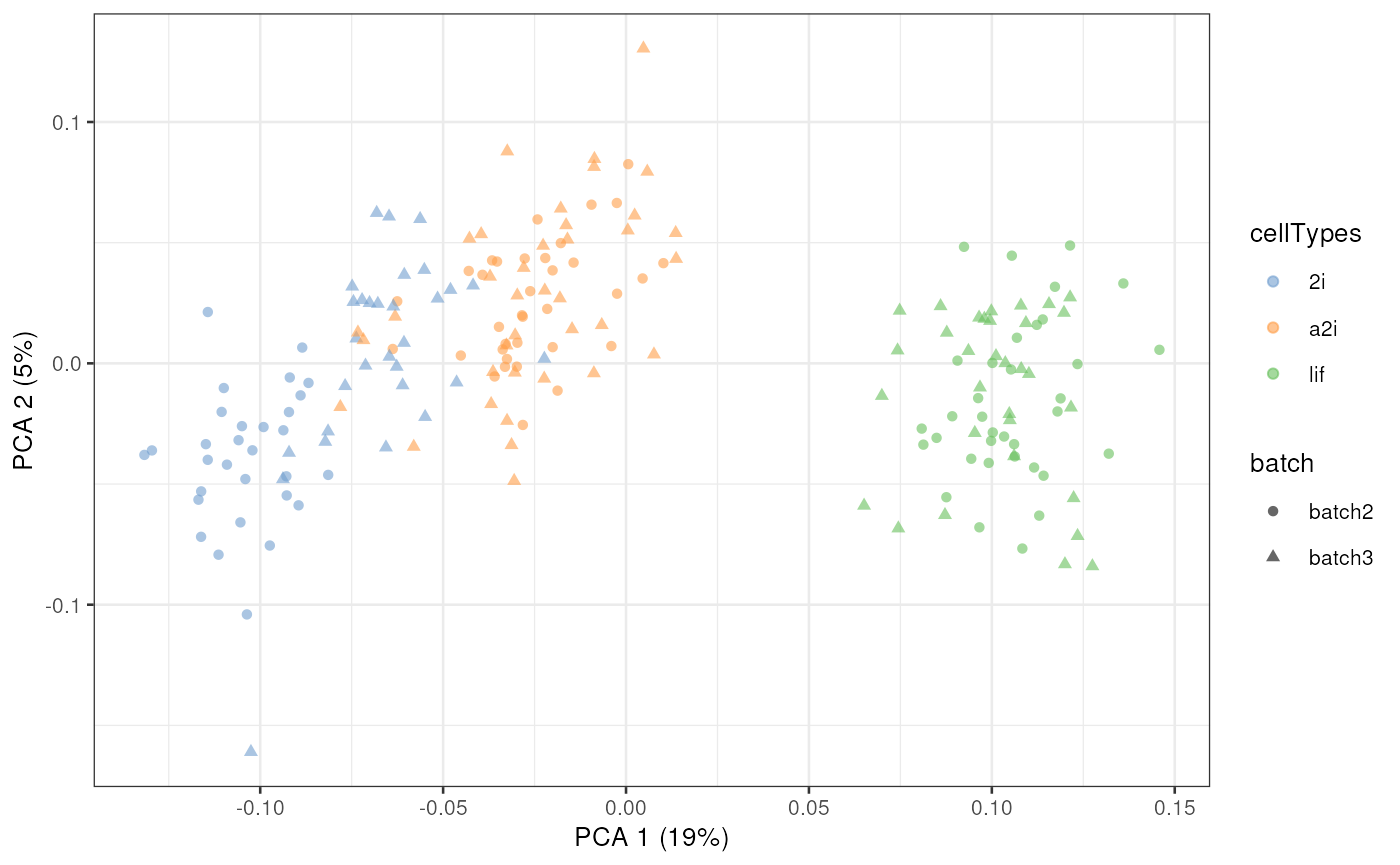 0.1
0.0
-0.1
PCA 2 (5%)
-0.10
-0.05
0.00
0.05
0.10
0.15
PCA 1 (19%)
cellTypes
2i
a2i
lif
batch
batch2
batch3